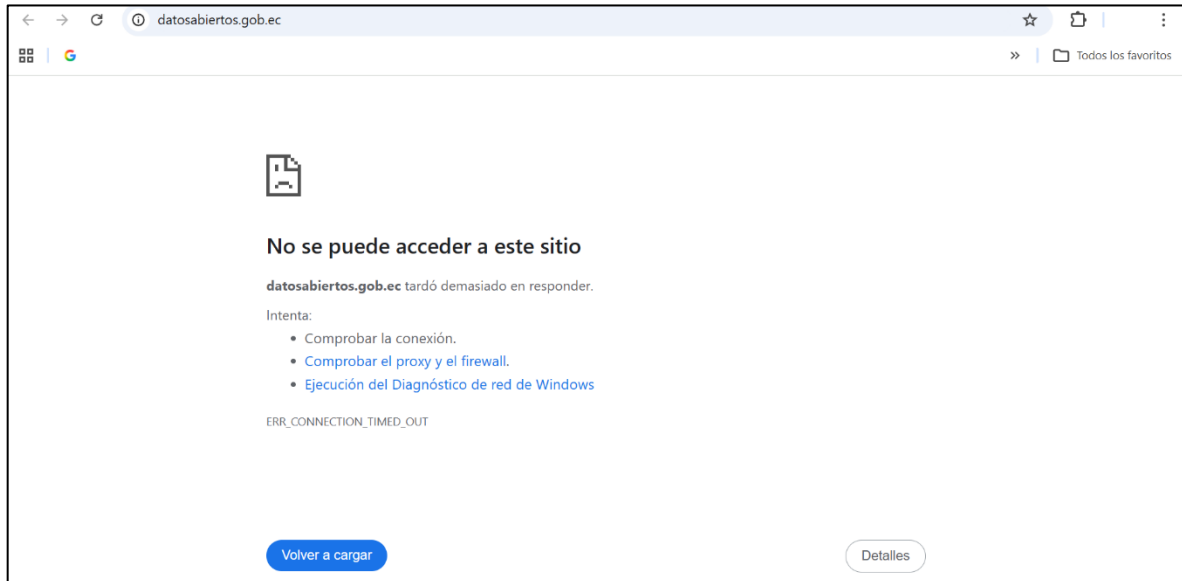 datosabiertos.gob.ec
Todos los favoritos
No se puede acceder a este sitio
datosabiertos.gob.ec tardó demasiado en responder.
Intenta:
Comprobar la conexión.
Comprobar el proxy y el firewall.
Ejecución del Diagnóstico de red de Windows
ERR_CONNECTION_TIMED_OUT
Volver a cargar
Detalles